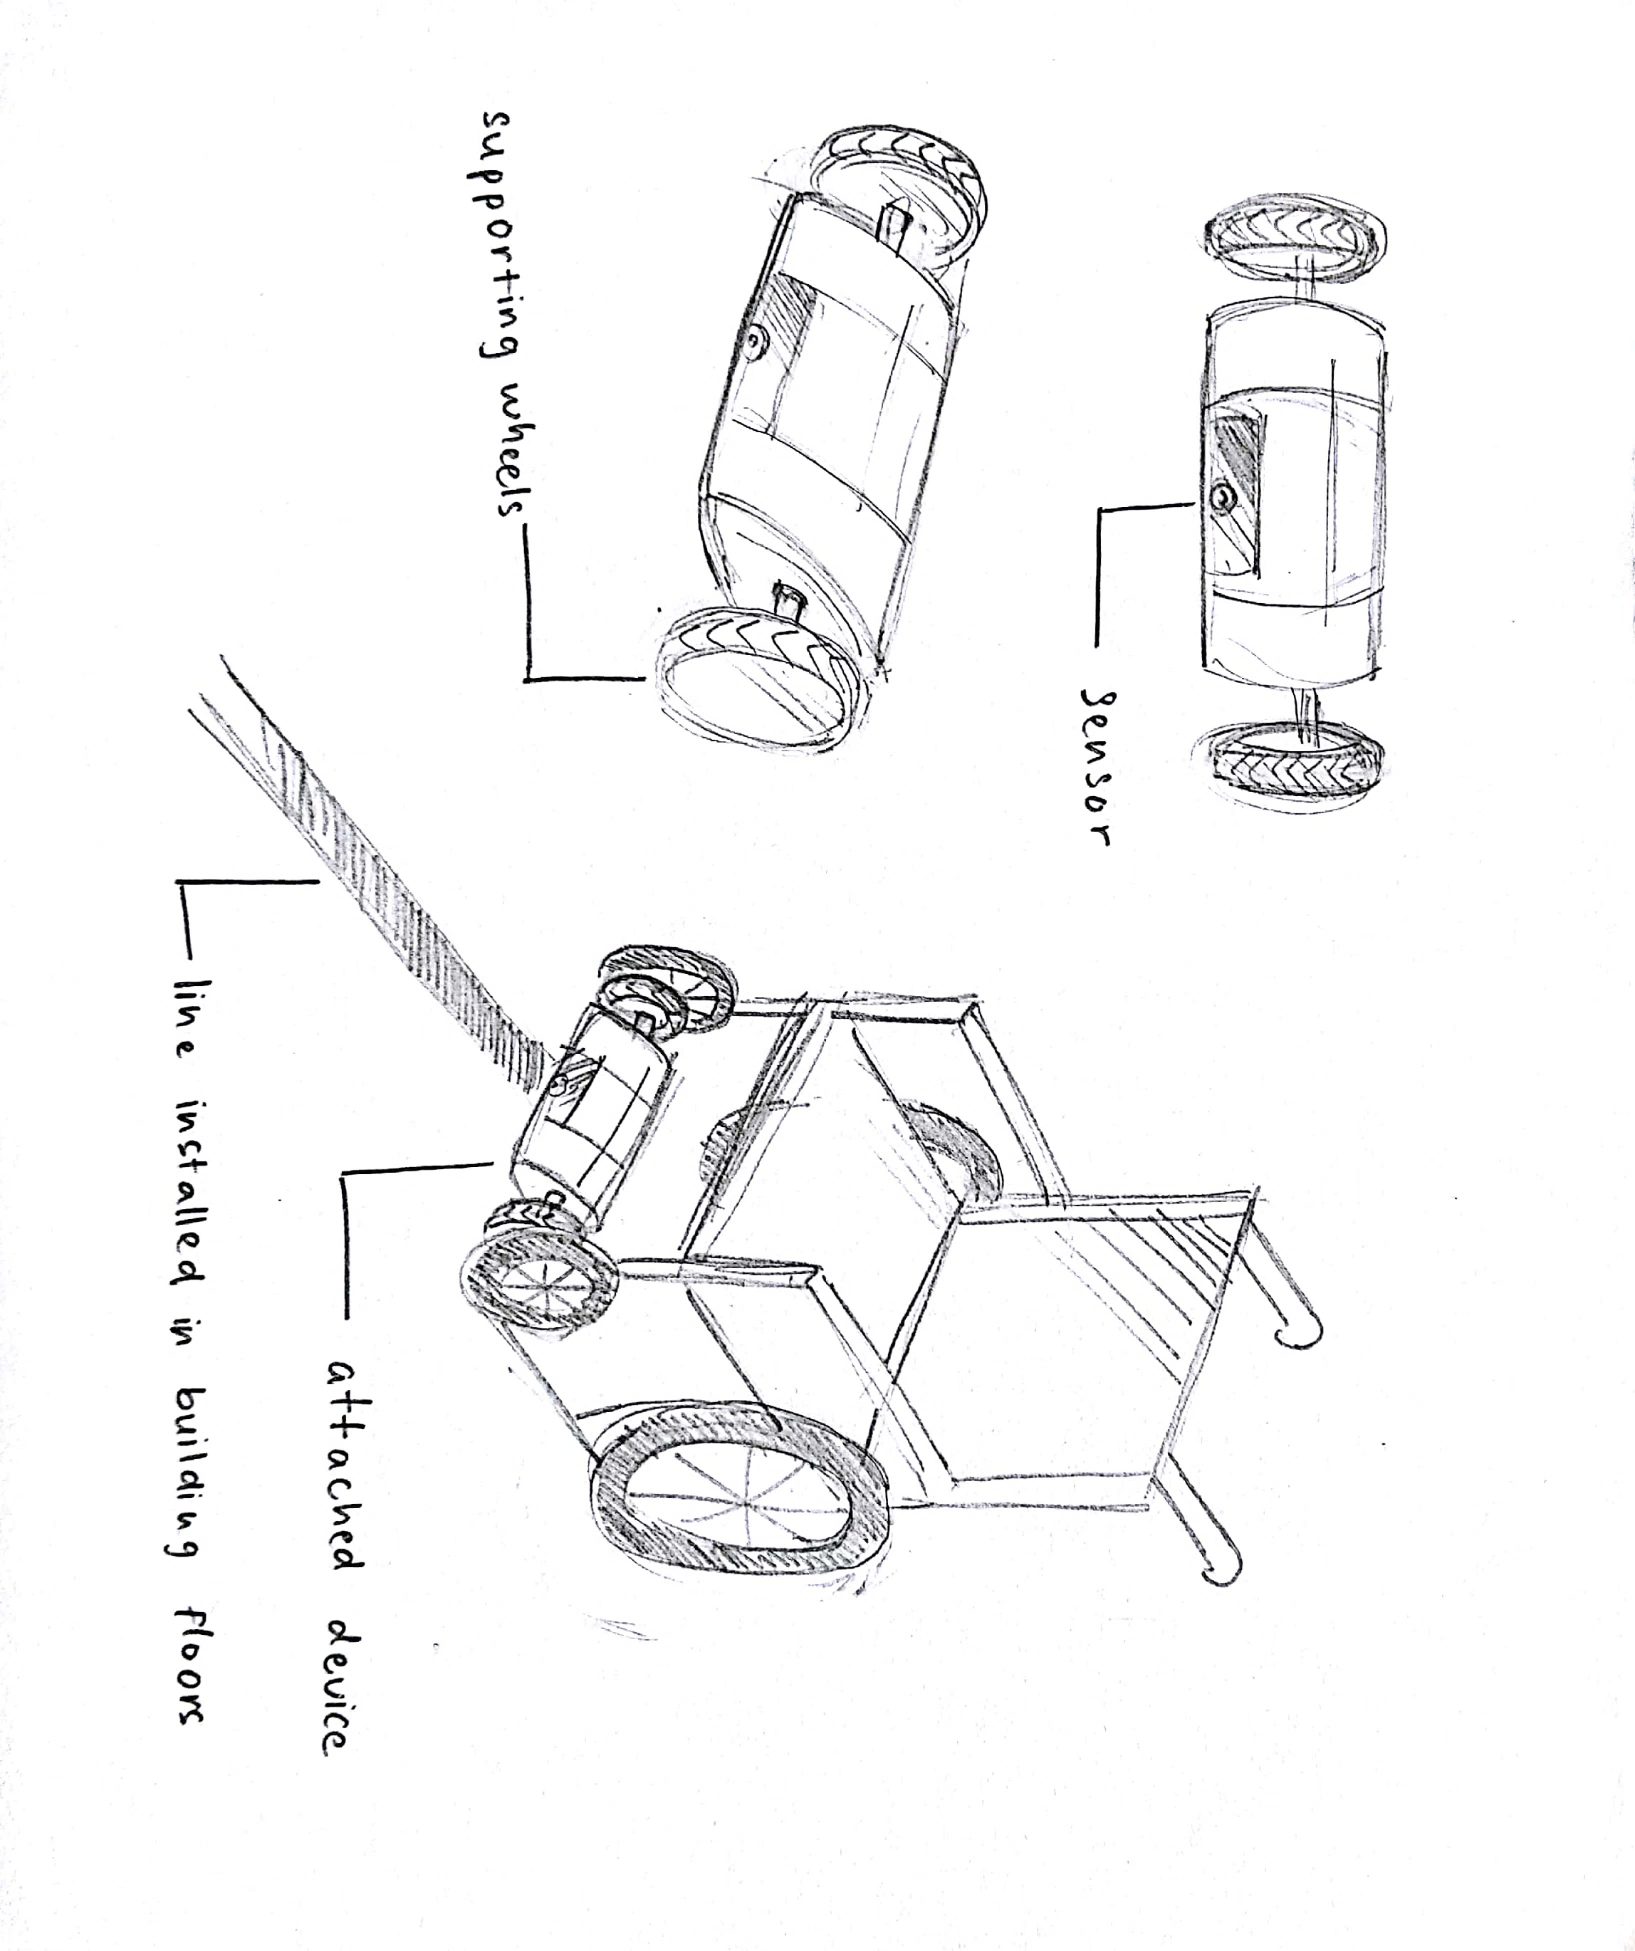 Sensor
supporting wheels
attached device
line installed in building floors